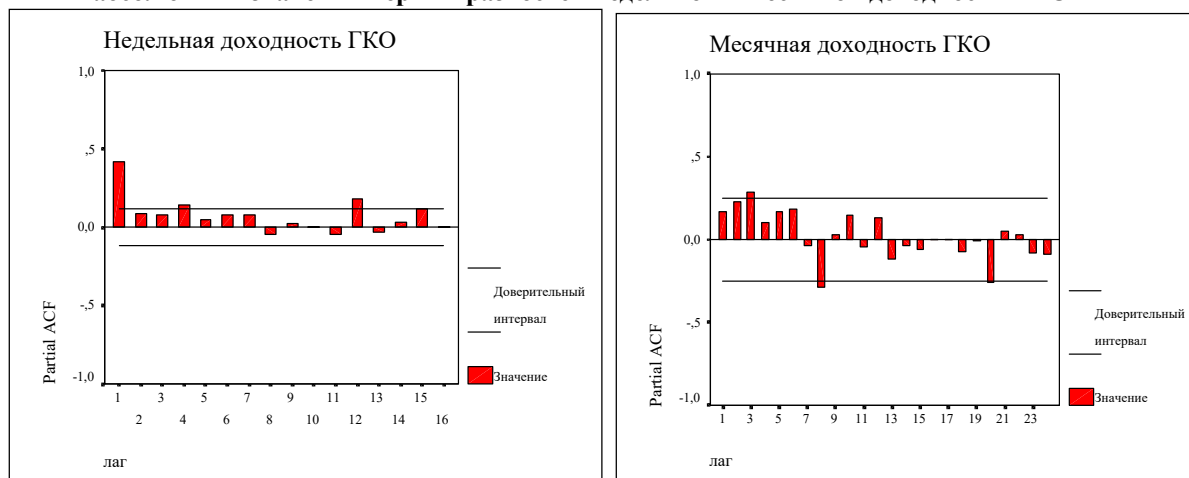 Недельная доходность ГКО
1,0
,5
0,0
-,5
-1,0
Partial ACF
1 3 5 7 9 11 13 15
2 4 6 8 10 12 14 16
лаг
Доверительный
интервал
Значение
Месячная доходность ГКО
1,0
,5
0,0
-,5
-1,0
Partial ACF
1 3 5 7 9 11 13 15 17 19 21 23
лаг
Доверительный
интервал
Значение